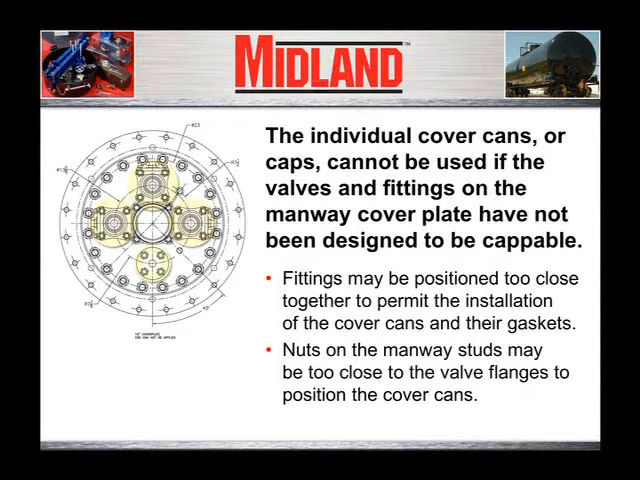 MIDLAND™
The individual cover cans, or
caps, cannot be used if the
valves and fittings on the
manway cover plate have not
been designed to be cappable.
• Fittings may be positioned too close
together to permit the installation
of the cover cans and their gaskets.
• Nuts on the manway studs may
be too close to the valve flanges to
position the cover cans.
45°